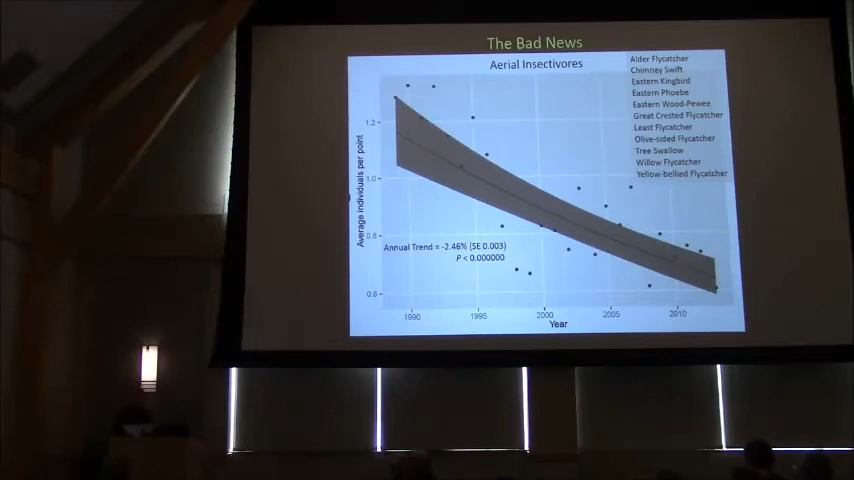 The Bad News
Aerial Insectivores
Alder Flycatcher
Chimney Swift
Eastern Kingbird
Eastern Phoebe
Eastern Wood-Pewee
Great Crested Flycatcher
Least Flycatcher
Olive-sided Flycatcher
Tree Swallow
Willow Flycatcher
Yellow-bellied Flycatcher
Average individuals per point
1.2
1.0
0.8
0.6
Annual Trend = -2.46% (SE 0.003)
P < 0.000000
1990
1995
2000
2005
2010
Year